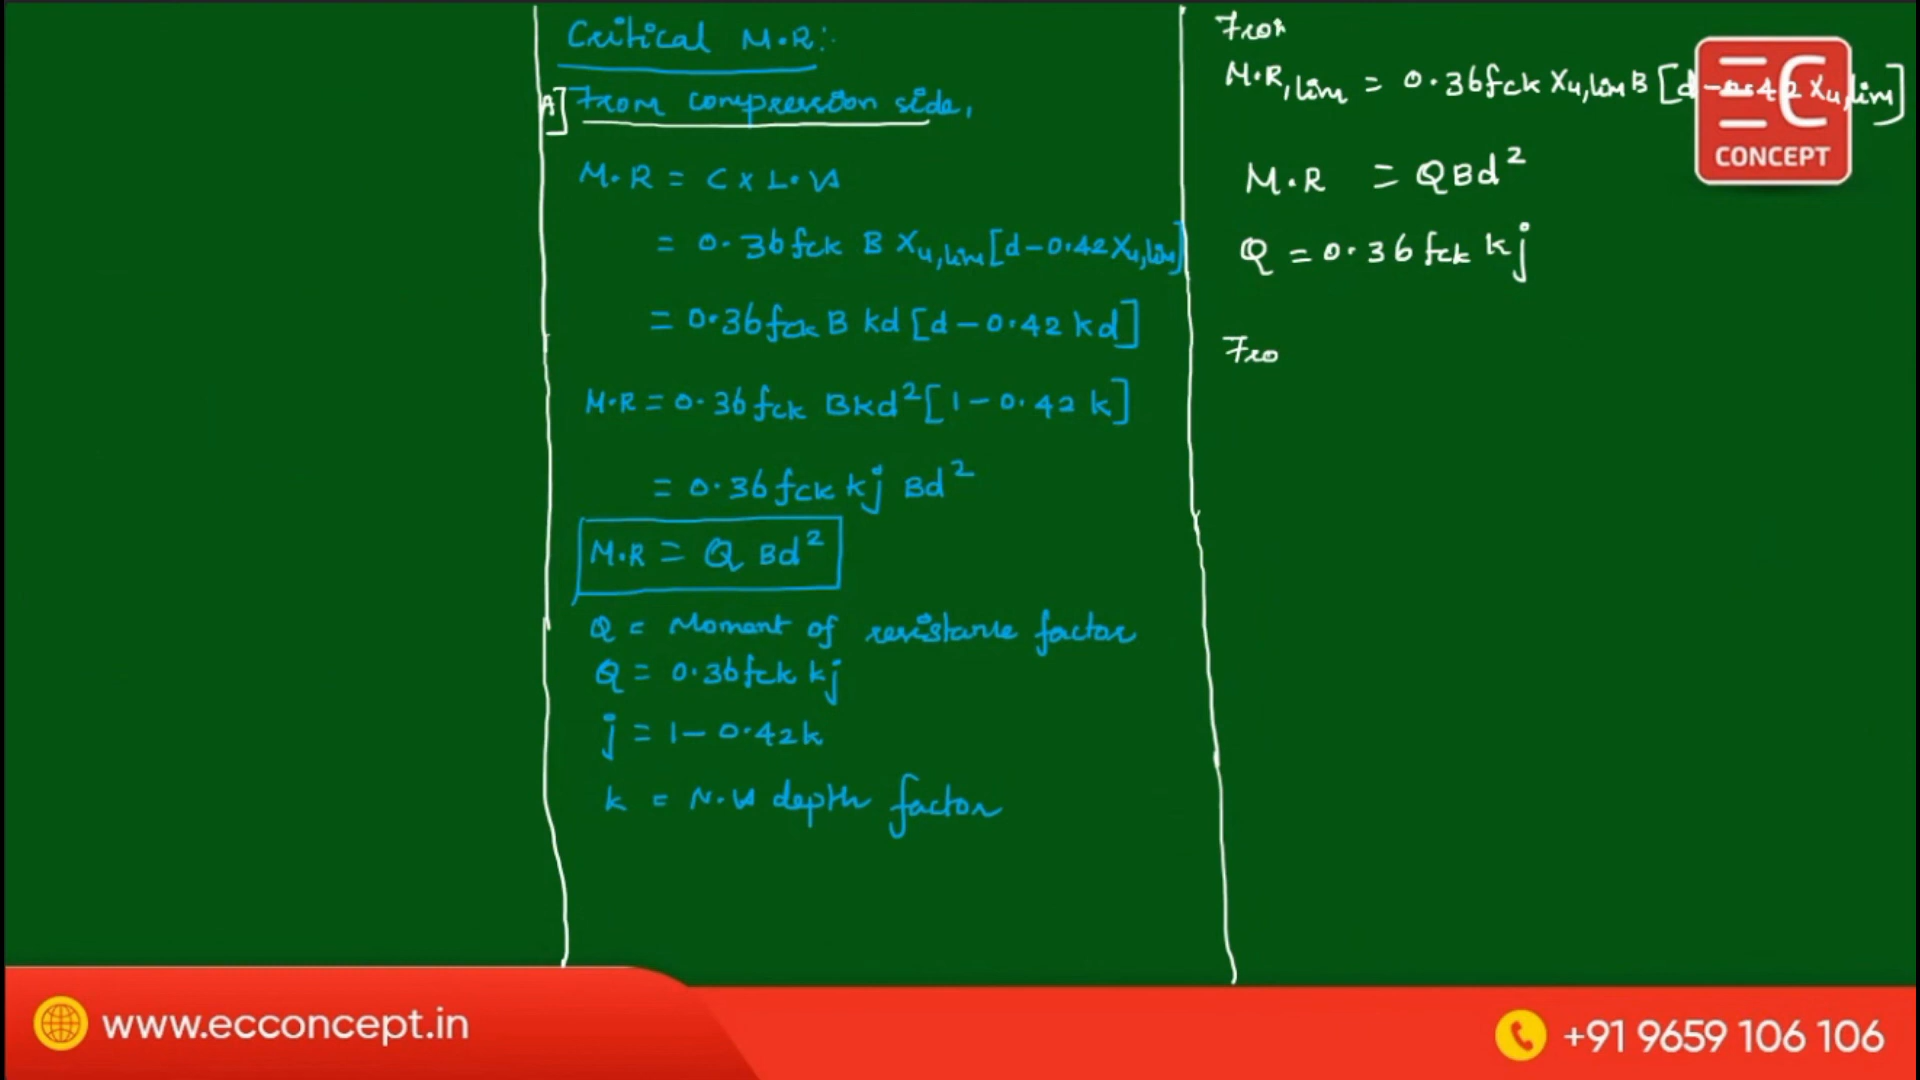 Critical M.R:-
A] From compression side,
M.R = C x L.A
= 0.36fck B Xu,lim [d-0.42Xu,lim]
= 0.36fck B kd [d-0.42 kd]
M.R = 0.36 fck Bkd² [1-0.42 k]
= 0.36 fck kj Bd²
M.R = Q Bd²
Q = Moment of resistance factor
Q = 0.36fck kj
j = 1-0.42k
k = N.A depth factor
From
M.R,lim = 0.36fck Xu,lim B [d-0.42 Xu,lim]
M.R = QBd²
Q = 0.36 fck kj
Fro
EC
CONCEPT
www.ecconcept.in
+91 9659 106 106